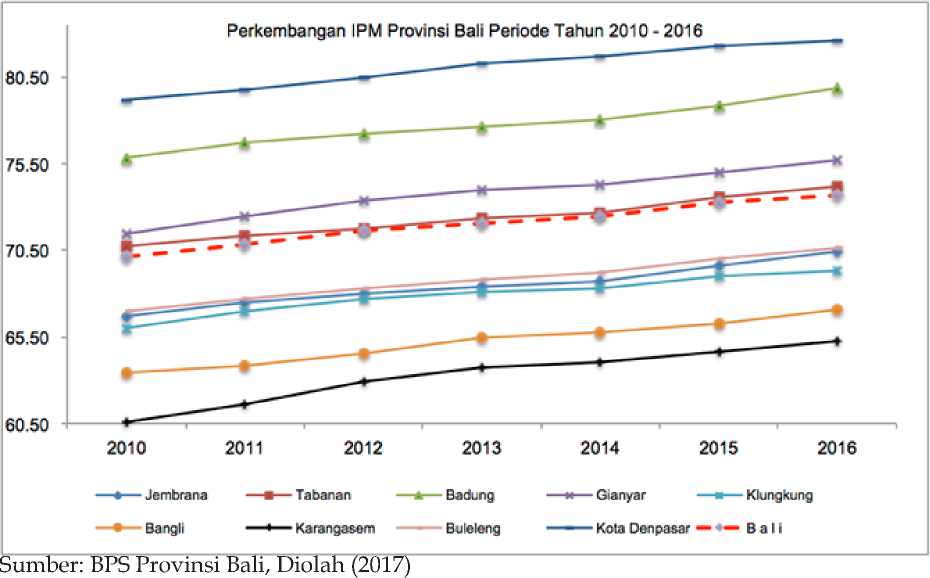 Perkembangan IPM Provinsi Bali Periode Tahun 2010 - 2016
80.50
75.50
70.50
65.50
60.50
2010 2011 2012 2013 2014 2015 2016
Jembrana Tabanan Badung Gianyar Klungkung
Bangli Karangasem Buleleng Kota Denpasar B a l i
Sumber: BPS Provinsi Bali, Diolah (2017)